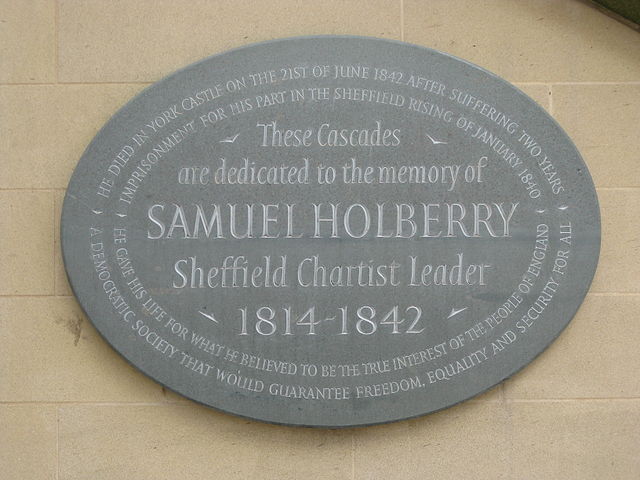 HE DIED IN YORK CASTLE ON THE 21ST OF JUNE 1842 AFTER SUFFERING TWO YEARS
IMPRISONMENT FOR HIS PART IN THE SHEFFIELD RISING OF JANUARY 1840
These Cascades
are dedicated to the memory of
SAMUEL HOLBERRY
Sheffield Chartist Leader
1814-1842
HE GAVE HIS LIFE FOR WHAT HE BELIEVED TO BE THE TRUE INTEREST OF THE PEOPLE OF ENGLAND
A DEMOCRATIC SOCIETY THAT WOULD GUARANTEE FREEDOM, EQUALITY AND SECURITY FOR ALL